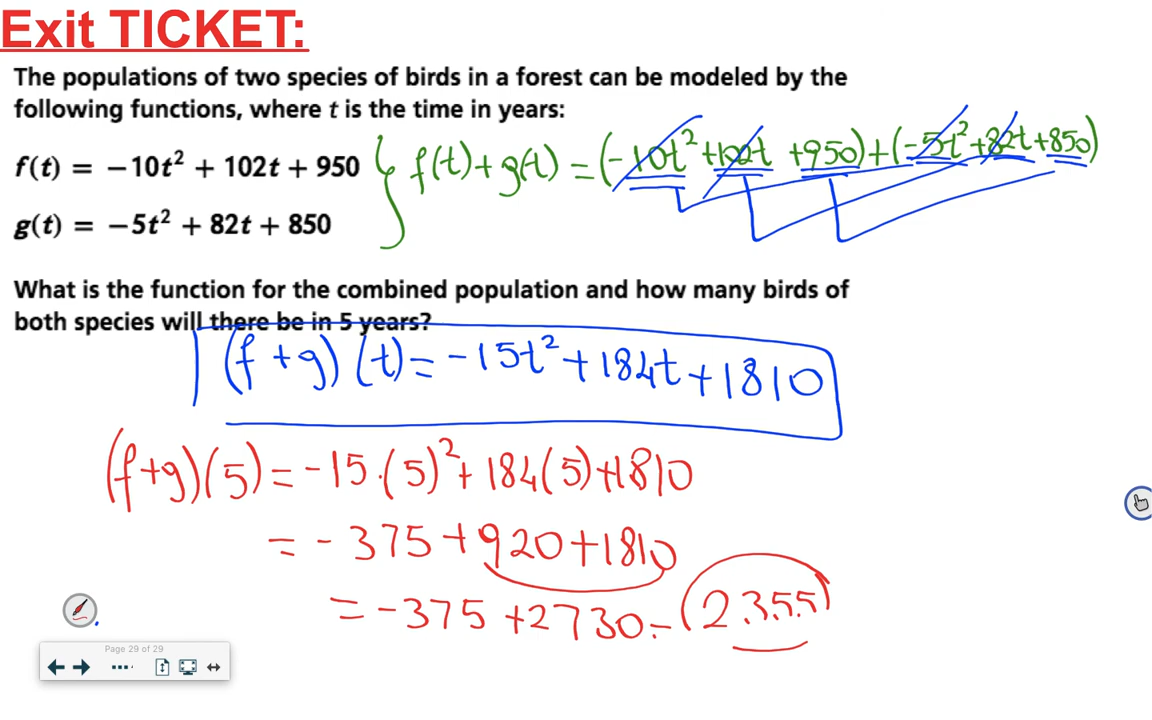 Exit TICKET:
The populations of two species of birds in a forest can be modeled by the
following functions, where t is the time in years:
f(t) = −10t² + 102t + 950
f(t) + g(t) = (-10t² + 102t + 950) + (-5t² + 82t + 850)
g(t) = −5t² + 82t + 850
What is the function for the combined population and how many birds of
both species will there be in 5 years?
(f + g) (t) = -15t² + 184t + 1810
(f+g)(5) = -15·(5)² + 184(5) + 1810
= - 375 + 920 + 1810
= - 375 + 2730 = 2355
Page 29 of 29